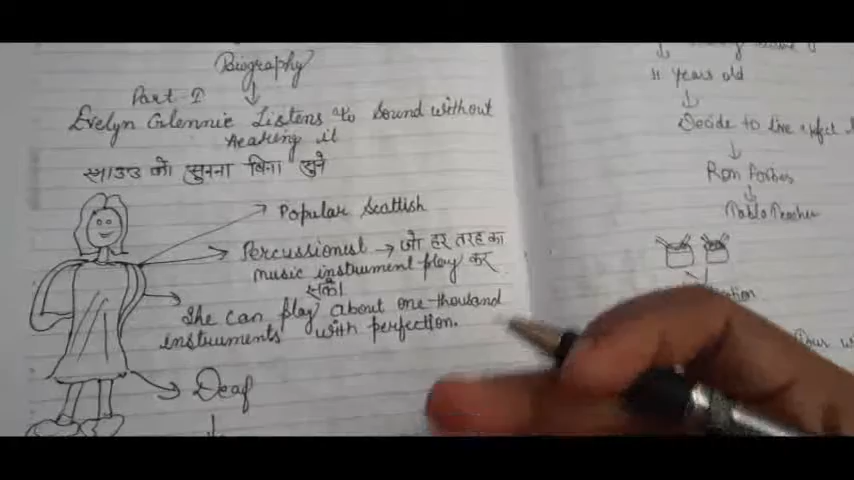 Biography
Part I
Evelyn Glennie Listens to Sound without
hearing it
साउंड को सुनना बिना सुने
Popular Scottish
Percussionist → जो हर तरह का
music instrument play कर
सके।
She can play about one-thousand
instruments with perfection.
Deaf
11 years old
Decide to live
Ron Forbes
Tabla Teacher